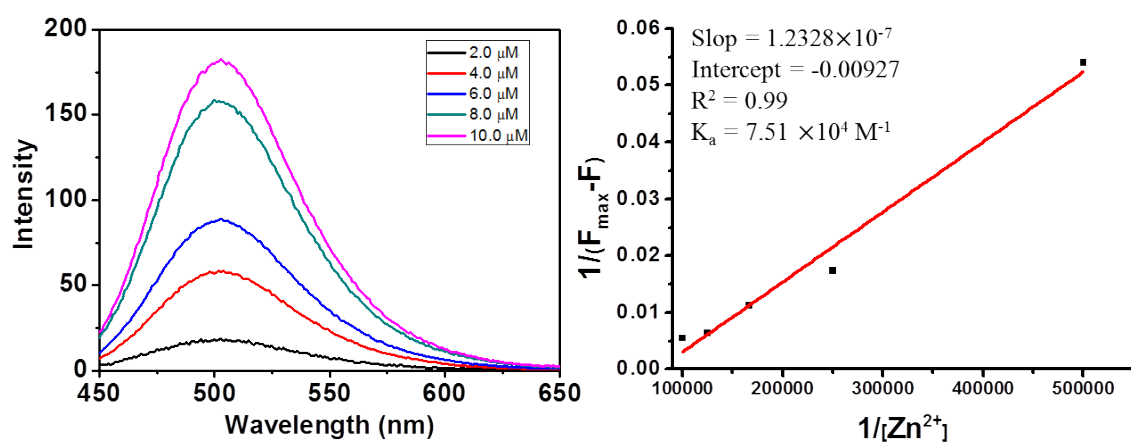 200
150
100
50
0
Intensity
450 500 550 600 650
Wavelength (nm)
2.0 μM
4.0 μM
6.0 μM
8.0 μM
10.0 μM
0.06
0.05
0.04
0.03
0.02
0.01
0.00
1/(Fmax-F)
100000 200000 300000 400000 500000
1/[Zn²⁺]
Slop = 1.2328×10⁻⁷
Intercept = -0.00927
R² = 0.99
Kₐ = 7.51 ×10⁴ M⁻¹